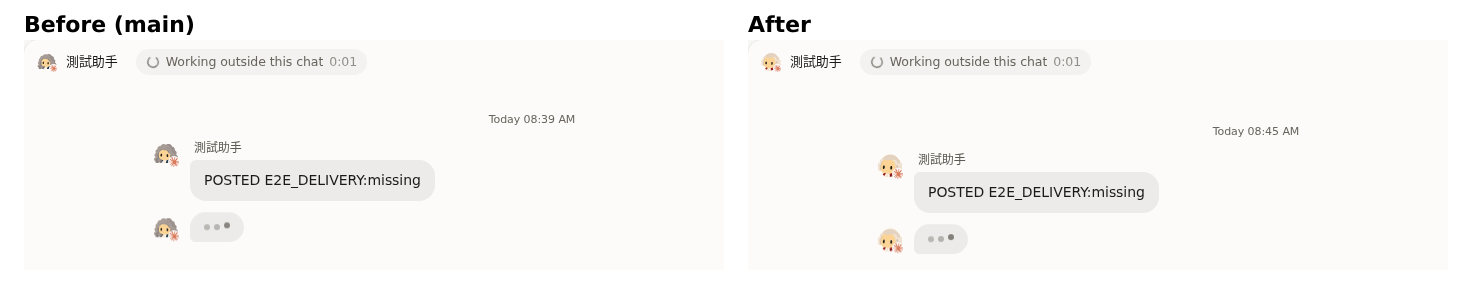 Before (main)
測試助手 Working outside this chat 0:01
Today 08:39 AM
測試助手
POSTED E2E_DELIVERY:missing
After
測試助手 Working outside this chat 0:01
Today 08:45 AM
測試助手
POSTED E2E_DELIVERY:missing